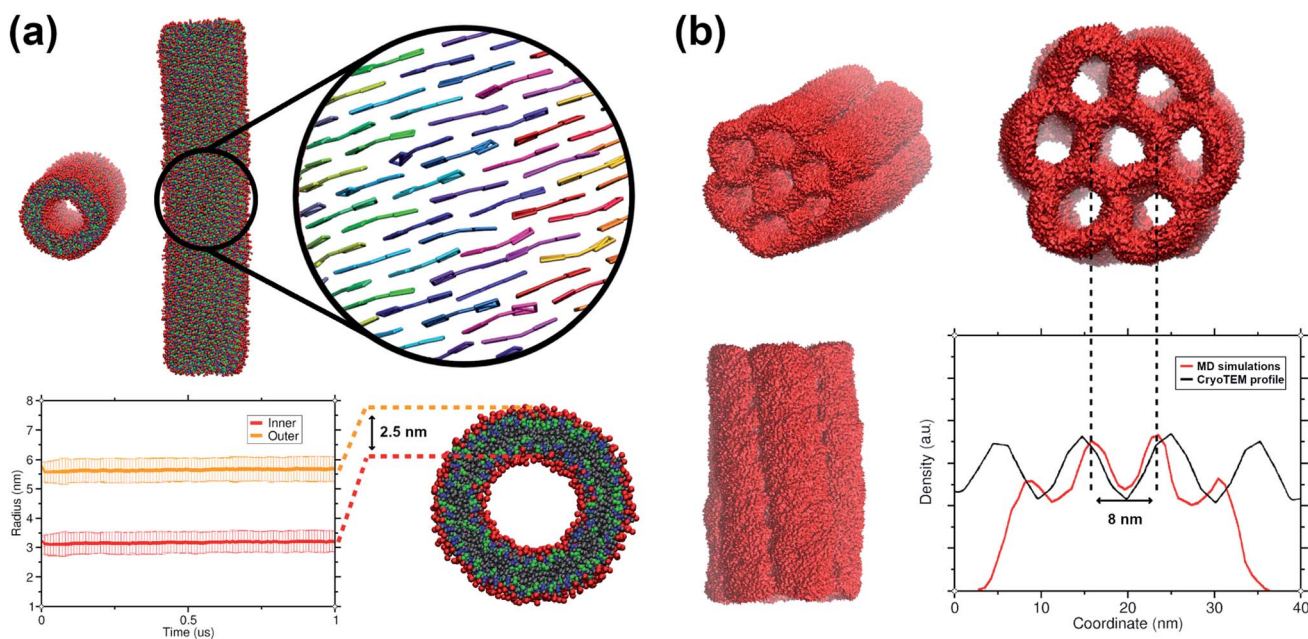 (a)
(b)
8
7
6
5
4
3
2
1
Radius (nm)
Inner
Outer
0
0.5
1
Time (us)
2.5 nm
Density (a.u)
MD simulations
CryoTEM profile
8 nm
0
10
20
30
40
Coordinate (nm)